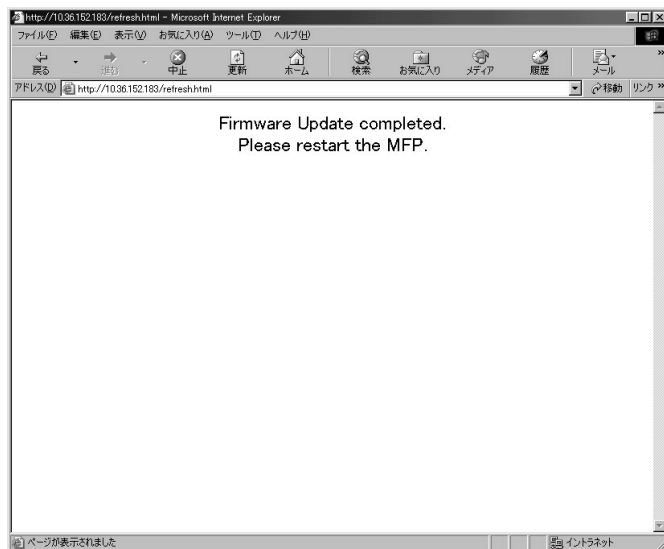 http://10.36.152.183/refresh.html - Microsoft Internet Explorer
ファイル(F) 編集(E) 表示(V) お気に入り(A) ツール(T) ヘルプ(H)
戻る 進む 中止 更新 ホーム 検索 お気に入り メディア 履歴 メール »
アドレス(D) http://10.36.152.183/refresh.html 移動 リンク »
Firmware Update completed.
Please restart the MFP.
ページが表示されました イントラネット